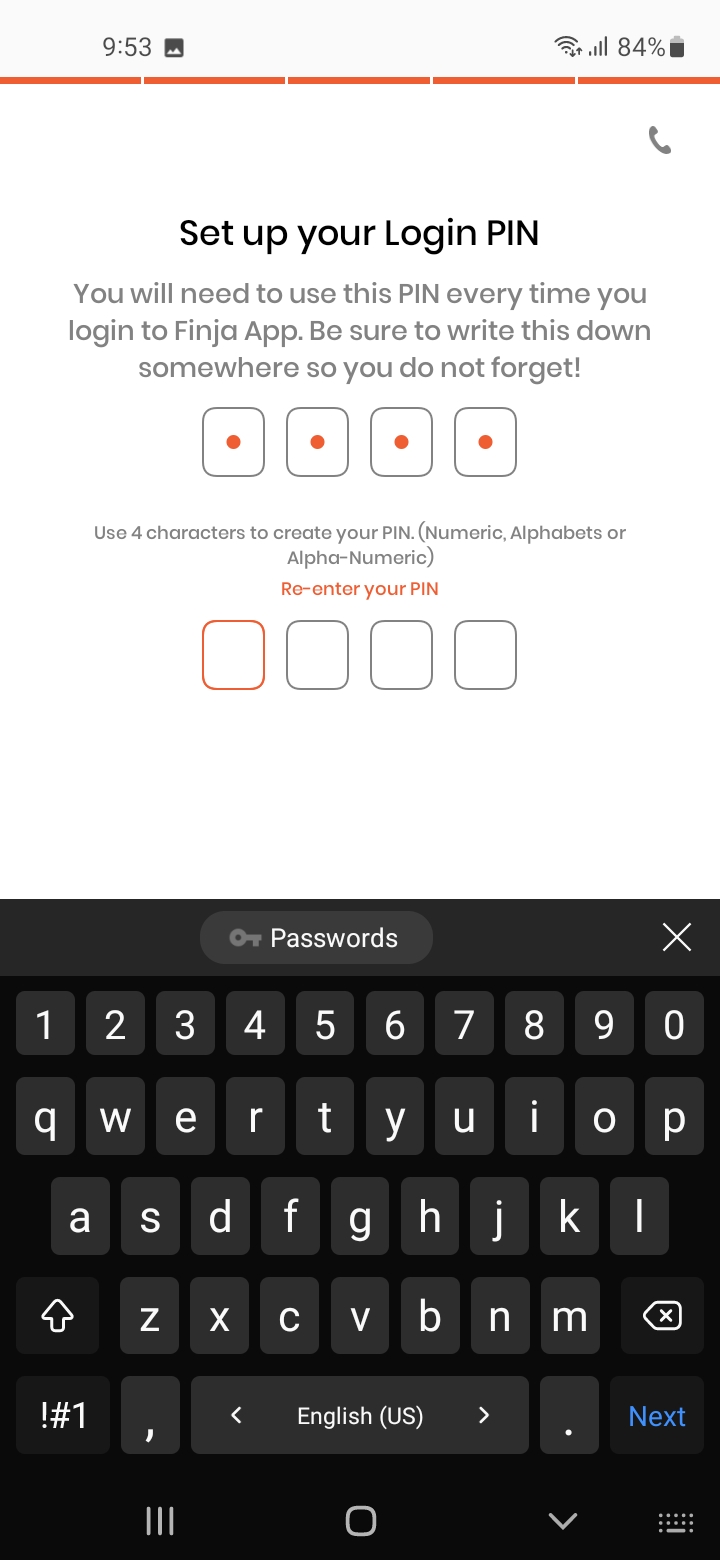 9:53 84%
Set up your Login PIN
You will need to use this PIN every time you
login to Finja App. Be sure to write this down
somewhere so you do not forget!
Use 4 characters to create your PIN. (Numeric, Alphabets or
Alpha-Numeric)
Re-enter your PIN
Passwords
1 2 3 4 5 6 7 8 9 0
q w e r t y u i o p
a s d f g h j k l
z x c v b n m
!#1 , < English (US) > . Next